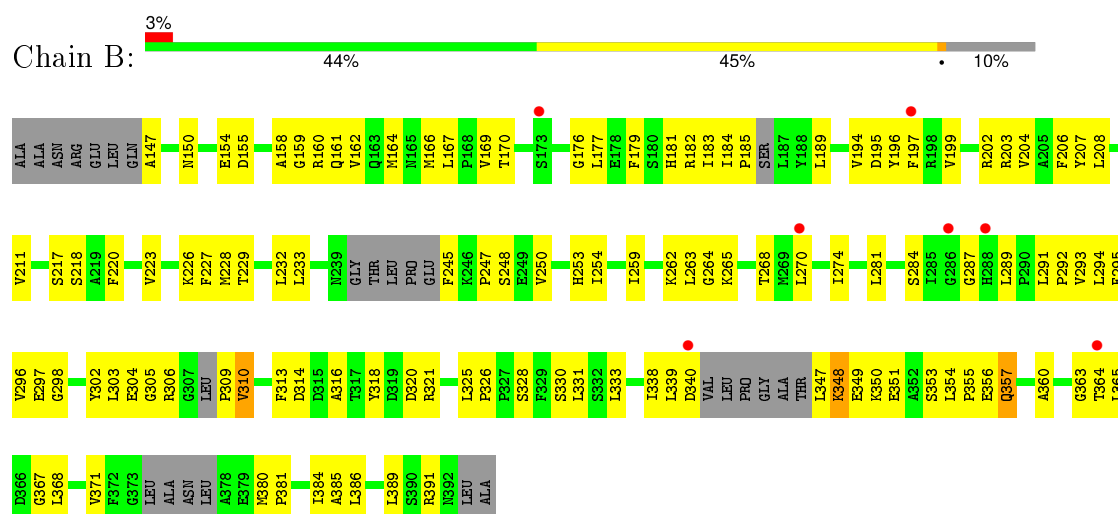 3%
Chain B:
44% 45% • 10%
ALA ALA ASN ARG GLU LEU GLN A147 N150 E154 D155 A158 G159 R160 Q161 V162 Q163 M164 N165 M166 L167 P168 V169 T170 S173 G176 L177 E178 F179 S180 H181 R182 I183 I184 P185 SER L187 Y188 L189 V194 D195 Y196 F197 R198 V199 R202 R203 V204 A205 F206 Y207 L208
V211 S217 S218 A219 F220 V223 K226 F227 M228 T229 L232 L233 N239 GLY THR LEU PRO GLU F245 K246 P247 S248 E249 V250 H253 I254 I259 K262 L263 G264 K265 T268 M269 L270 I274 L281 S284 I285 G286 G287 H288 L289 P290 L291 P292 V293 L294
V296 E297 G298 Y302 L303 E304 G305 R306 G307 LEU P309 V310 F313 D314 D315 A316 T317 Y318 D319 D320 R321 L325 P326 P327 S328 F329 S330 L331 S332 L333 I338 L339 D340 VAL LEU PRO GLY ALA THR L347 K348 E349 K350 E351 A352 S353 L354 P355 E356 Q357 A360 G363 T364 L365
D366 G367 L368 V371 F372 G373 LEU ALA ASN LEU A378 E379 M380 P381 I384 A385 L386 L389 S390 R391 N392 LEU ALA